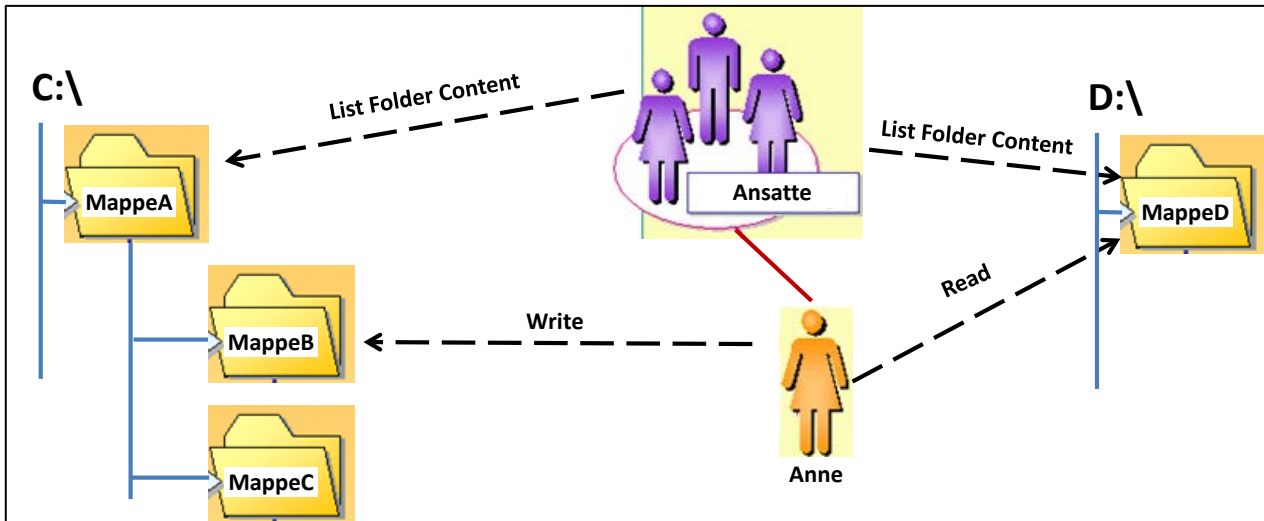 C:\
List Folder Content
D:\
List Folder Content
MappeA
Ansatte
MappeD
Read
MappeB
Write
MappeC
Anne